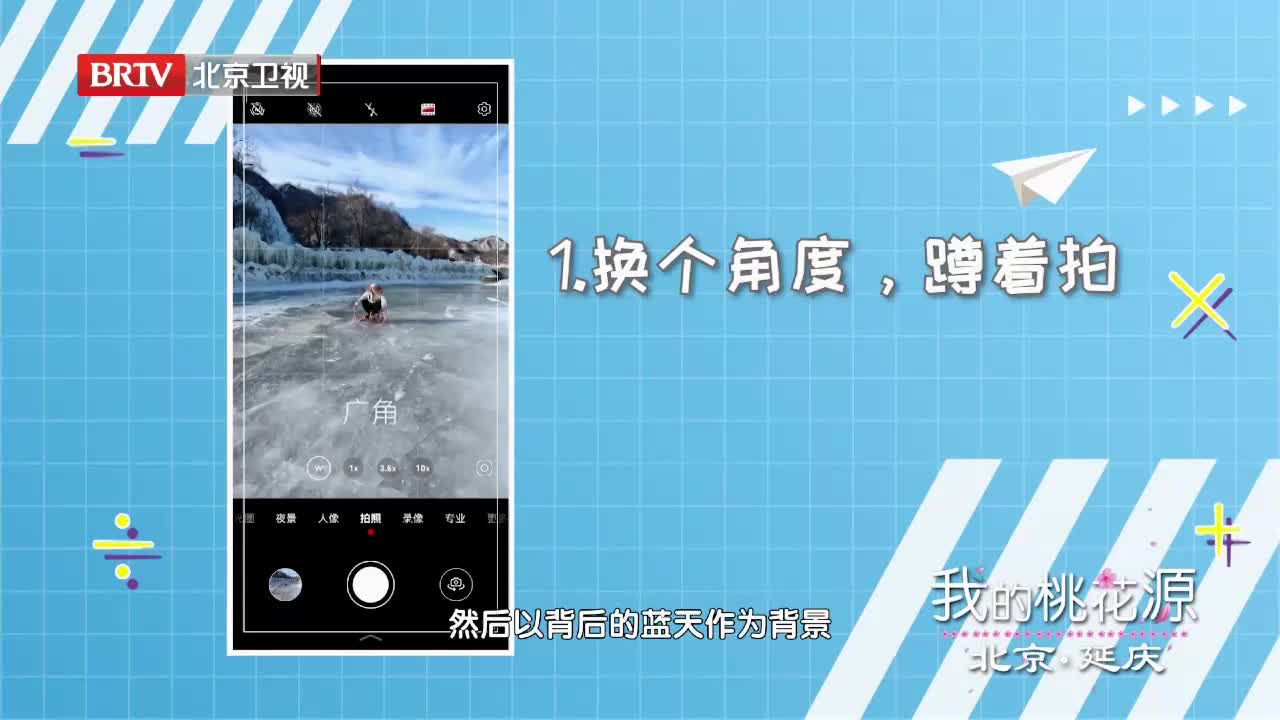 BRTV 北京卫视
1.换个角度，蹲着拍
广角
W 1x 3.5x 10x
夜景 人像 拍照 录像 专业
然后以背后的蓝天作为背景
我的桃花源
北京·延庆